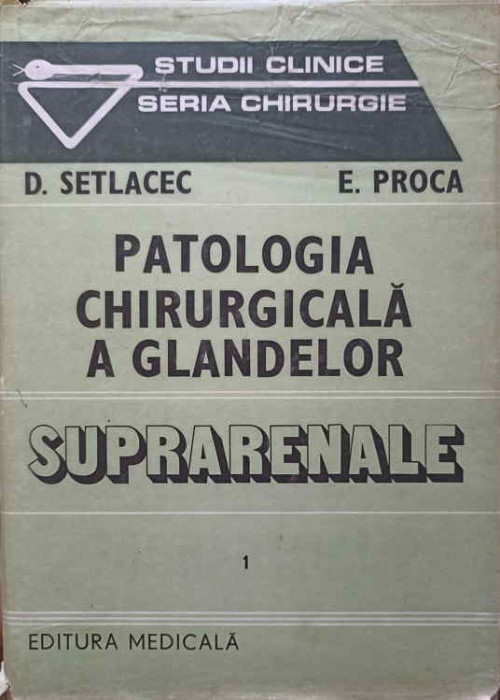 STUDII CLINICE
SERIA CHIRURGIE
D. SETLACEC E. PROCA
PATOLOGIA
CHIRURGICALĂ
A GLANDELOR
SUPRARENALE
1
EDITURA MEDICALĂ